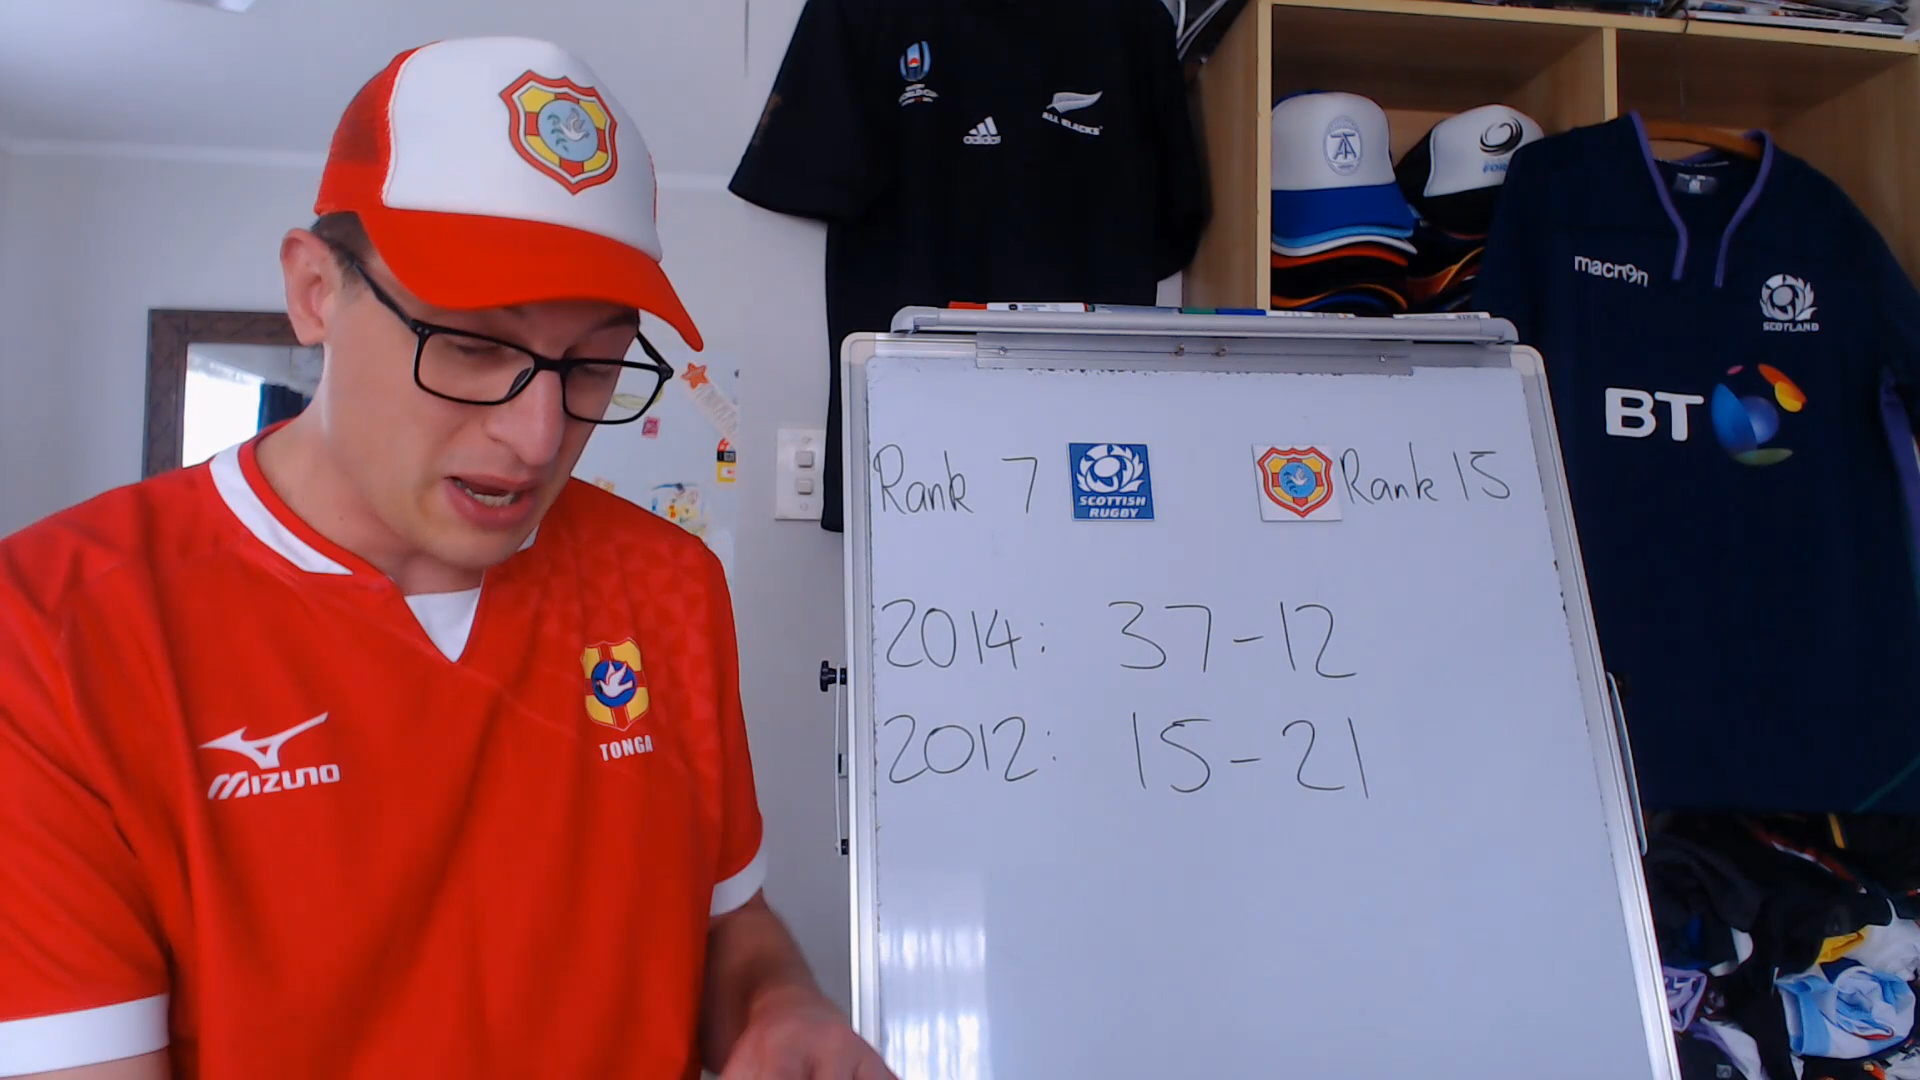 ALL BLACKS
adidas
macron
SCOTLAND
BT
Rank 7
SCOTTISH
RUGBY
Rank 15
2014: 37-12
2012: 15-21
TONGA
MIZUNO